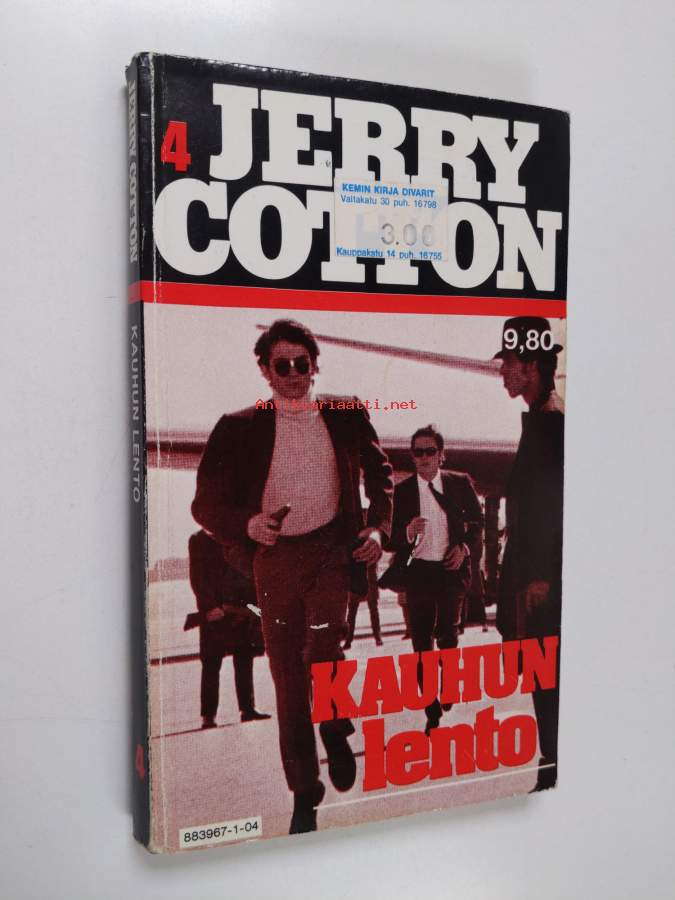 4 JERRY
COTTON
KEMIN KIRJA DIVARIT
Valtakatu 30 puh. 16798
3.00
Kauppakatu 14 puh. 16755
9,80
Antikvariaatti.net
KAUHUN
lento
883967-1-04
JERRY COTTON
KAUHUN LENTO
4